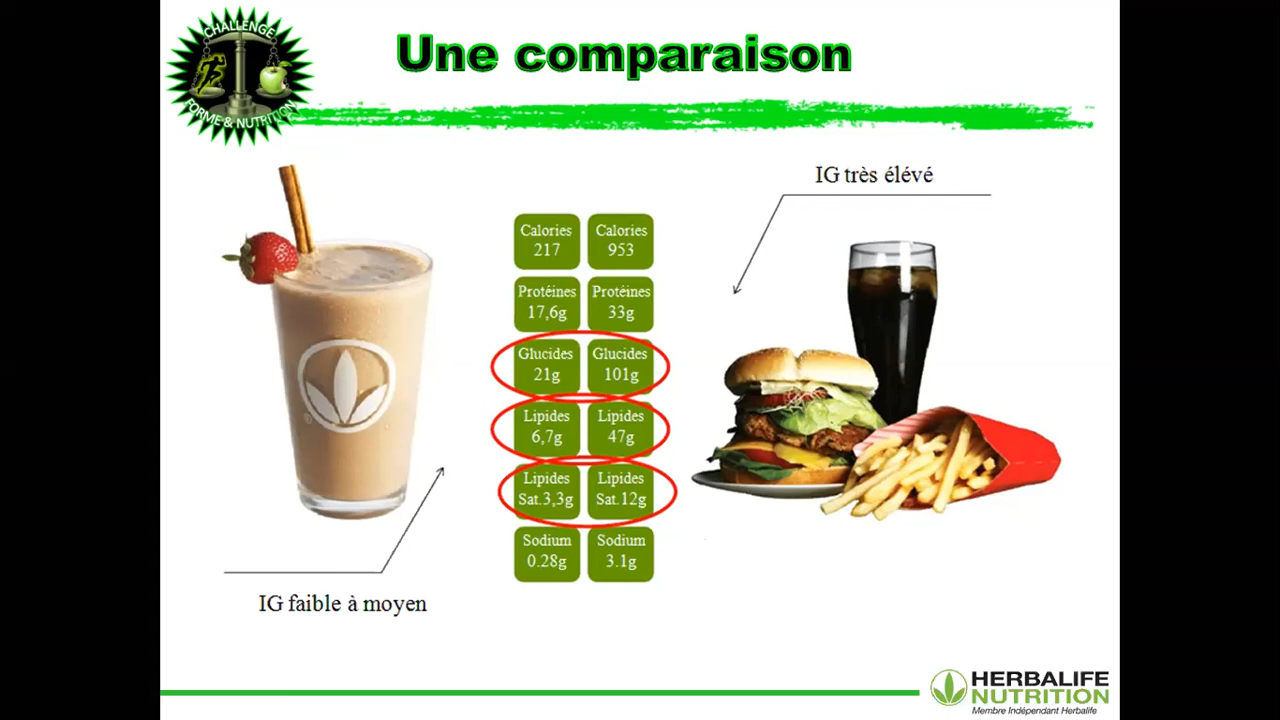 CHALLENGE
FORME & NUTRITION
Une comparaison
IG très élévé
Calories
217
Calories
953
Protéines
17,6g
Protéines
33g
Glucides
21g
Glucides
101g
Lipides
6,7g
Lipides
47g
Lipides
Sat.3,3g
Lipides
Sat.12g
Sodium
0.28g
Sodium
3.1g
IG faible à moyen
HERBALIFE
NUTRITION
Membre Indépendant Herbalife